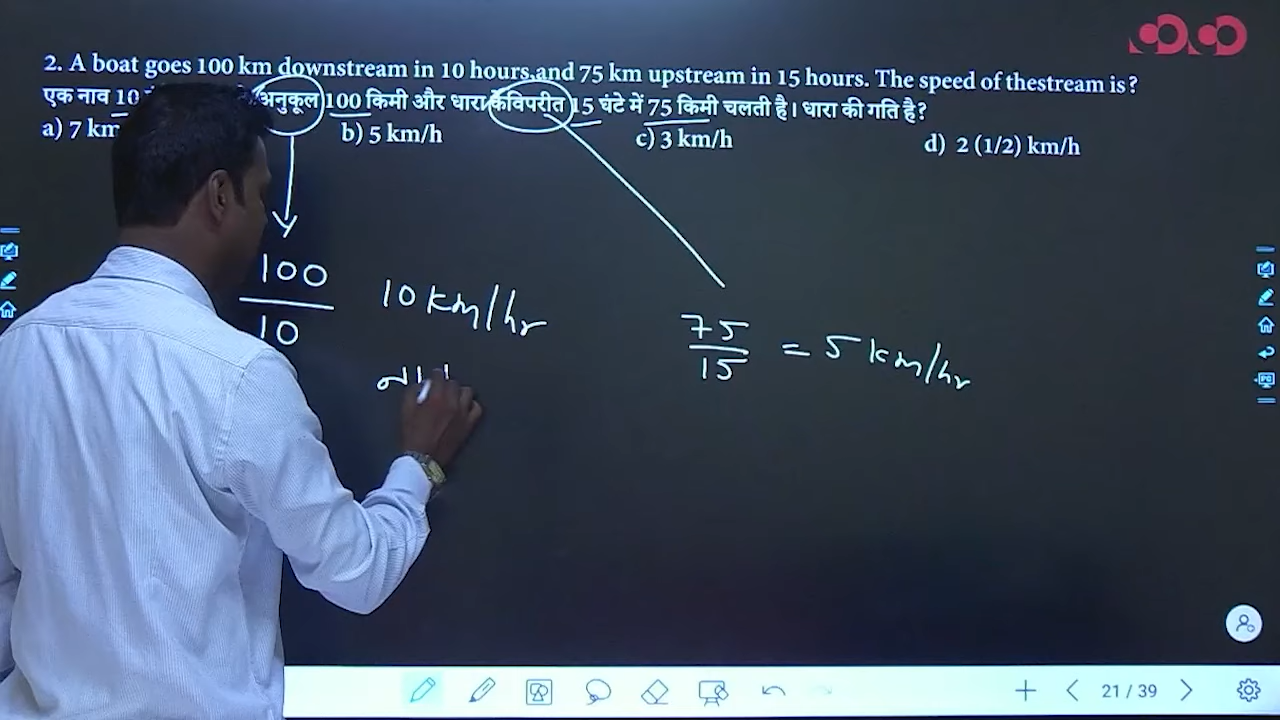 2. A boat goes 100 km downstream in 10 hours,and 75 km upstream in 15 hours. The speed of thestream is?
एक नाव 10 अनुकूल 100 किमी और धारा केविपरीत 15 घंटे में 75 किमी चलती है। धारा की गति है?
a) 7 km b) 5 km/h c) 3 km/h d) 2 (1/2) km/h
100
10
10 km/hr
75
15
= 5 km/hr
21 / 39